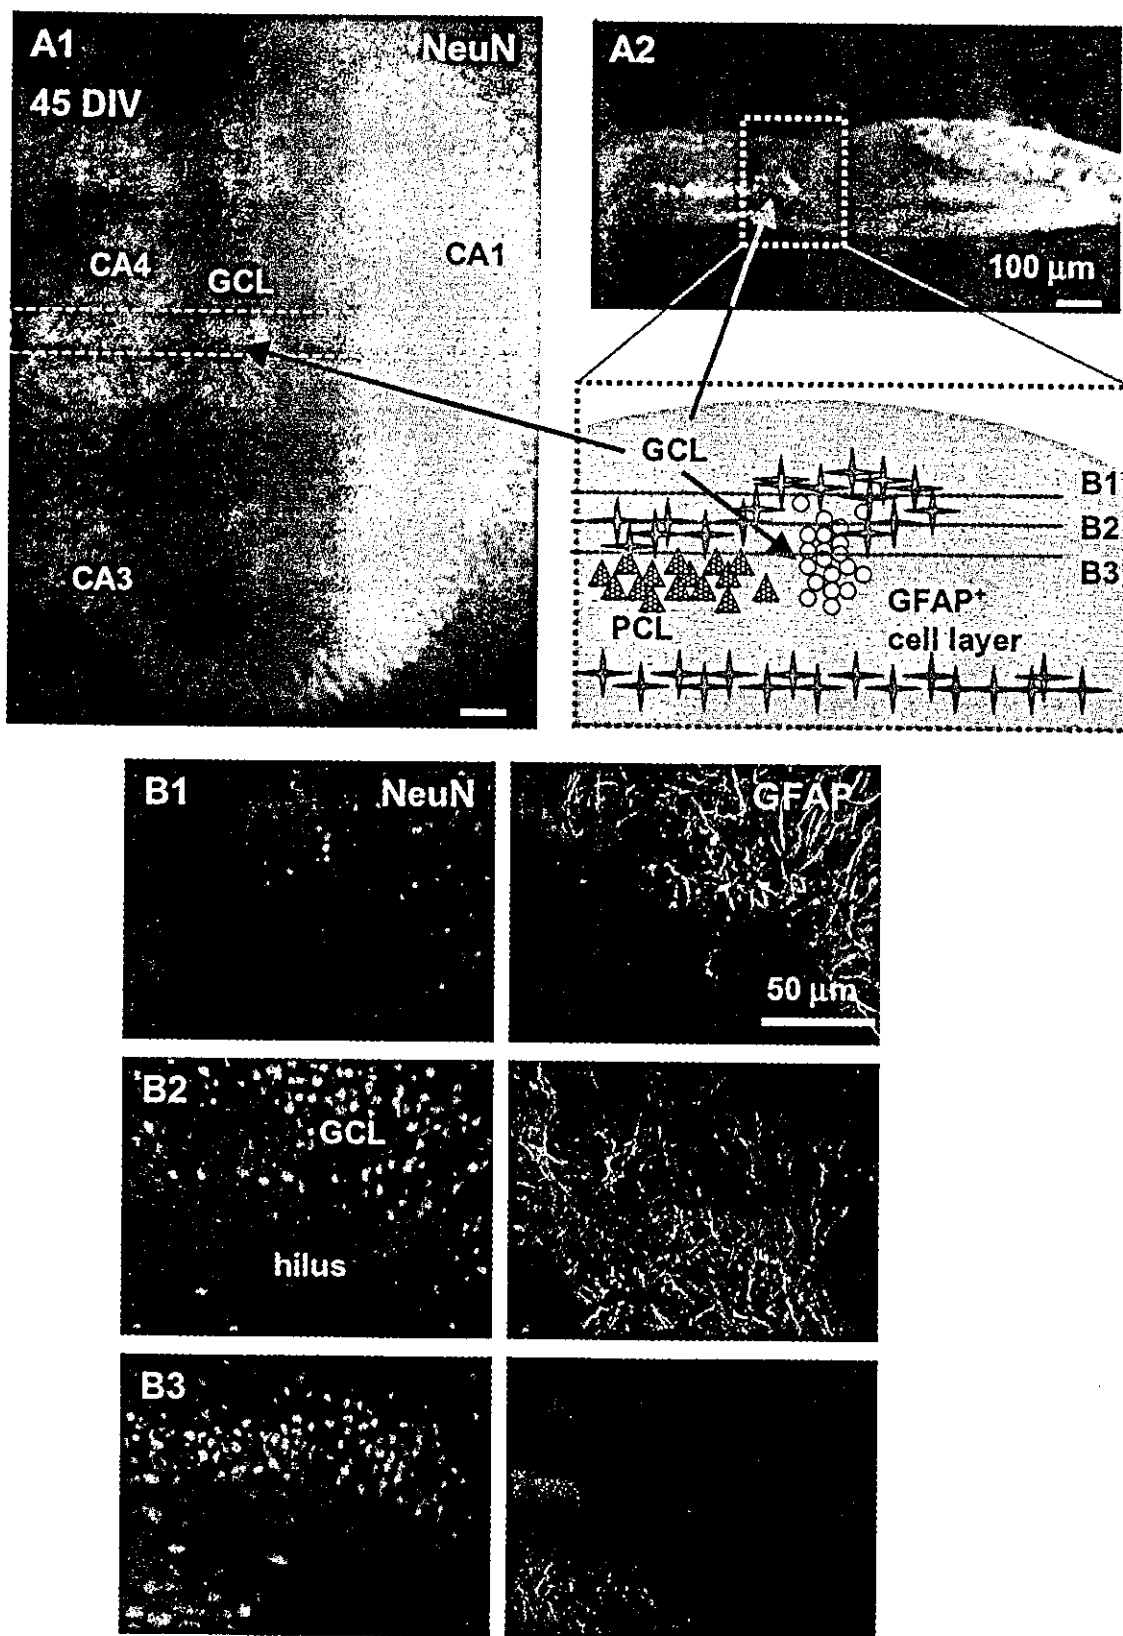 A1
NeuN
45 DIV
CA4
GCL
CA1
CA3
A2
100 µm
GCL
B1
B2
B3
PCL
GFAP⁺
cell layer
B1
NeuN
GFAP
50 µm
B2
GCL
hilus
B3